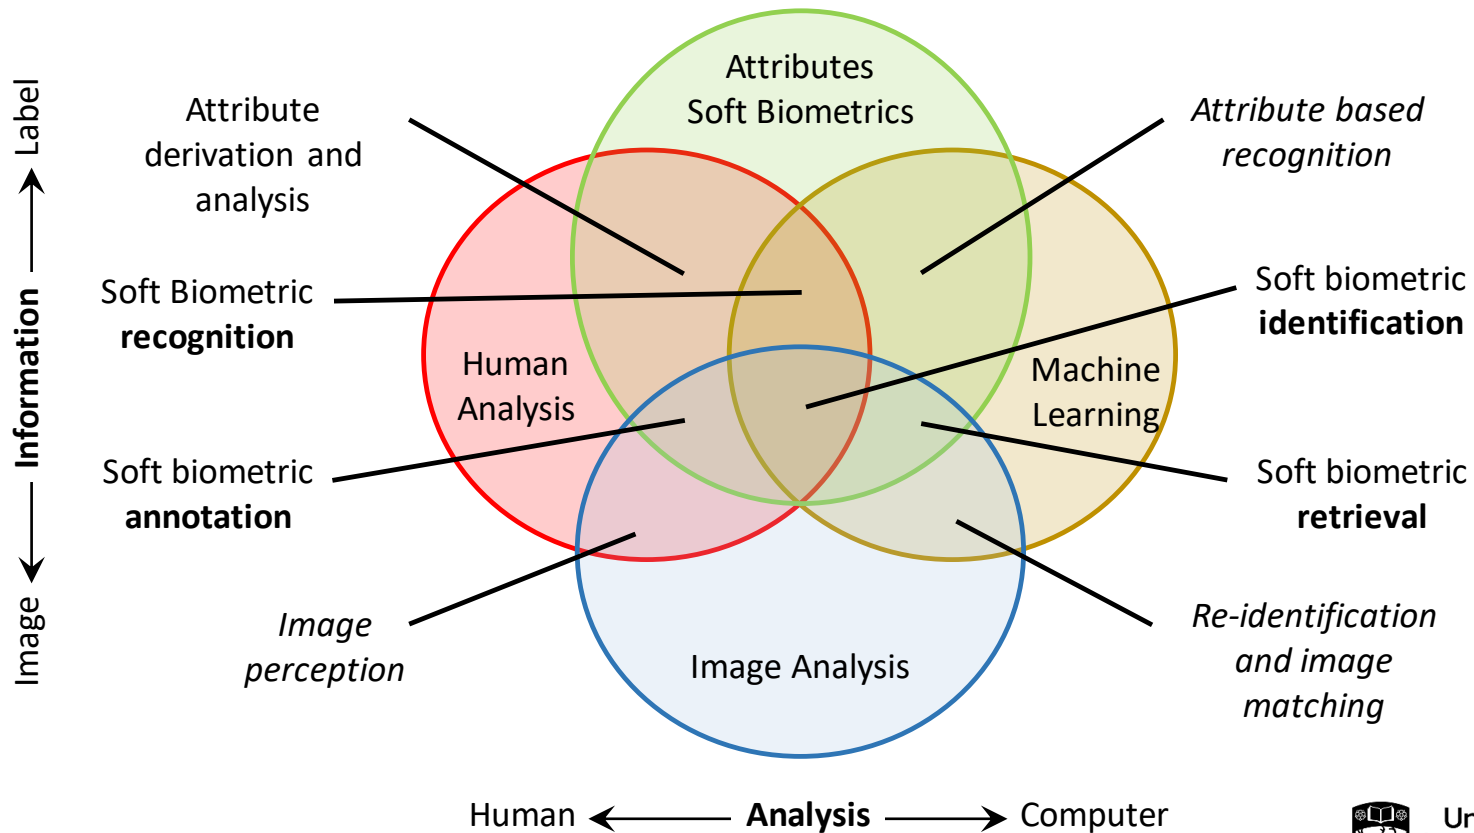 Attributes
Soft Biometrics
Attribute
derivation and
analysis
Attribute based
recognition
Soft Biometric
recognition
Soft biometric
identification
Human
Analysis
Machine
Learning
Soft biometric
annotation
Soft biometric
retrieval
Image
perception
Image Analysis
Re-identification
and image
matching
Label
Information
Image
Human
Analysis
Computer